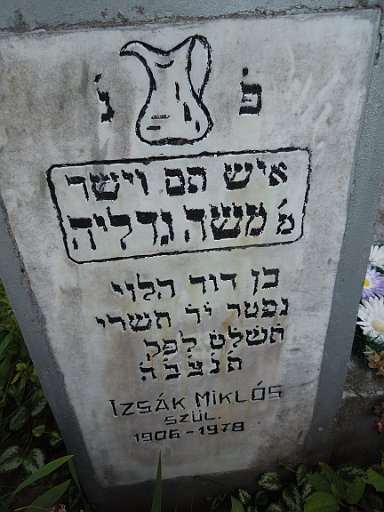 פ׳ נ׳
איש תם וישר
מ׳ משה גדליה
בן דוד הלוי
נפטר יד תשרי
תשלט לפק
תנצבה
IZSÁK MIKLÓS
SZÜL.
1906-1978